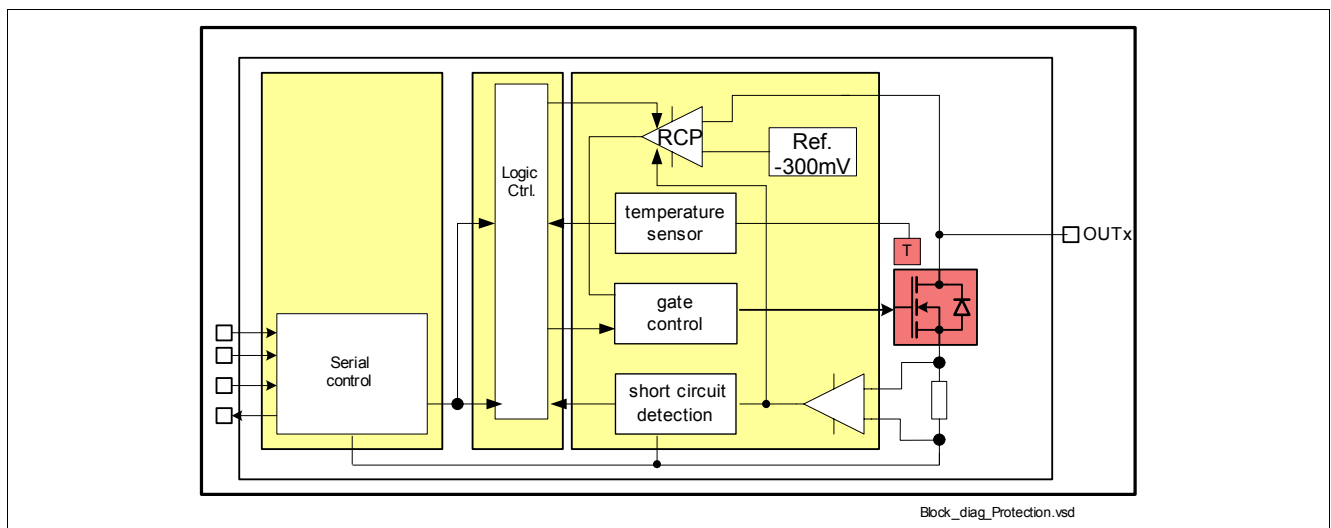 RCP
Ref.
-300mV
Logic
Ctrl.
temperature
sensor
OUTx
T
gate
control
Serial
control
short circuit
detection
Block_diag_Protection.vsd